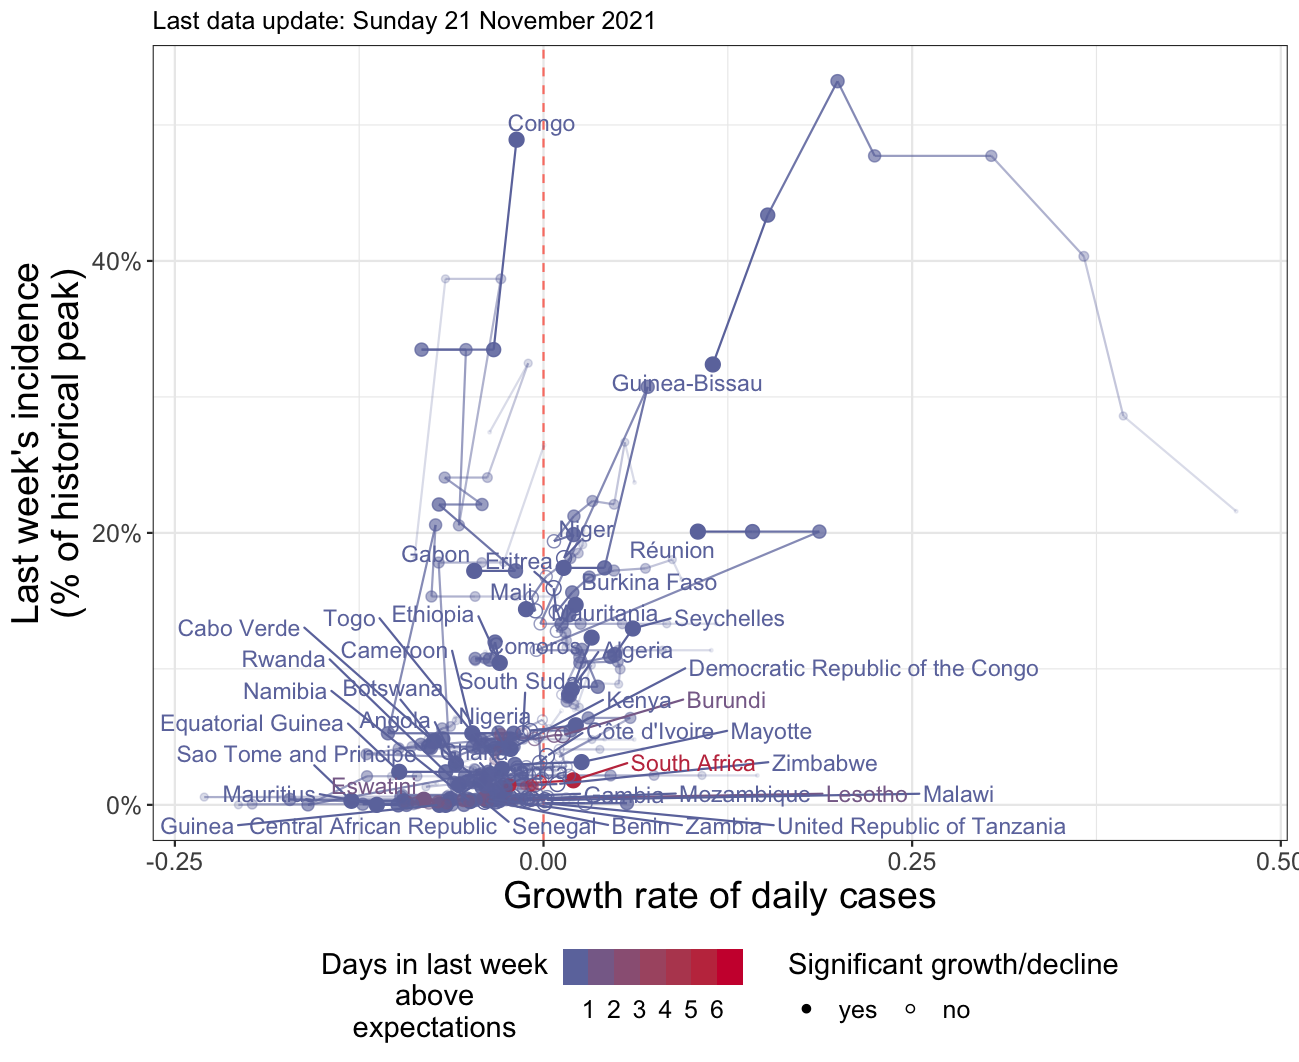 Last data update: Sunday 21 November 2021
Last week's incidence
(% of historical peak)
40%
20%
0%
Congo
Guinea-Bissau
Niger
Réunion
Gabon
Eritrea
Burkina Faso
Mali
Mauritania
Ethiopia
Togo
Seychelles
Cabo Verde
Comoros
Algeria
Cameroon
Rwanda
Democratic Republic of the Congo
South Sudan
Namibia
Botswana
Kenya
Burundi
Nigeria
Angola
Equatorial Guinea
Côte d'Ivoire
Mayotte
Ghana
Sao Tome and Principe
South Africa
Zimbabwe
Eswatini
Mauritius
Gambia
Mozambique
Lesotho
Malawi
Guinea
Central African Republic
Senegal
Benin
Zambia
United Republic of Tanzania
-0.25
0.00
0.25
0.50
Growth rate of daily cases
Days in last week
above
expectations
1 2 3 4 5 6
Significant growth/decline
yes
no